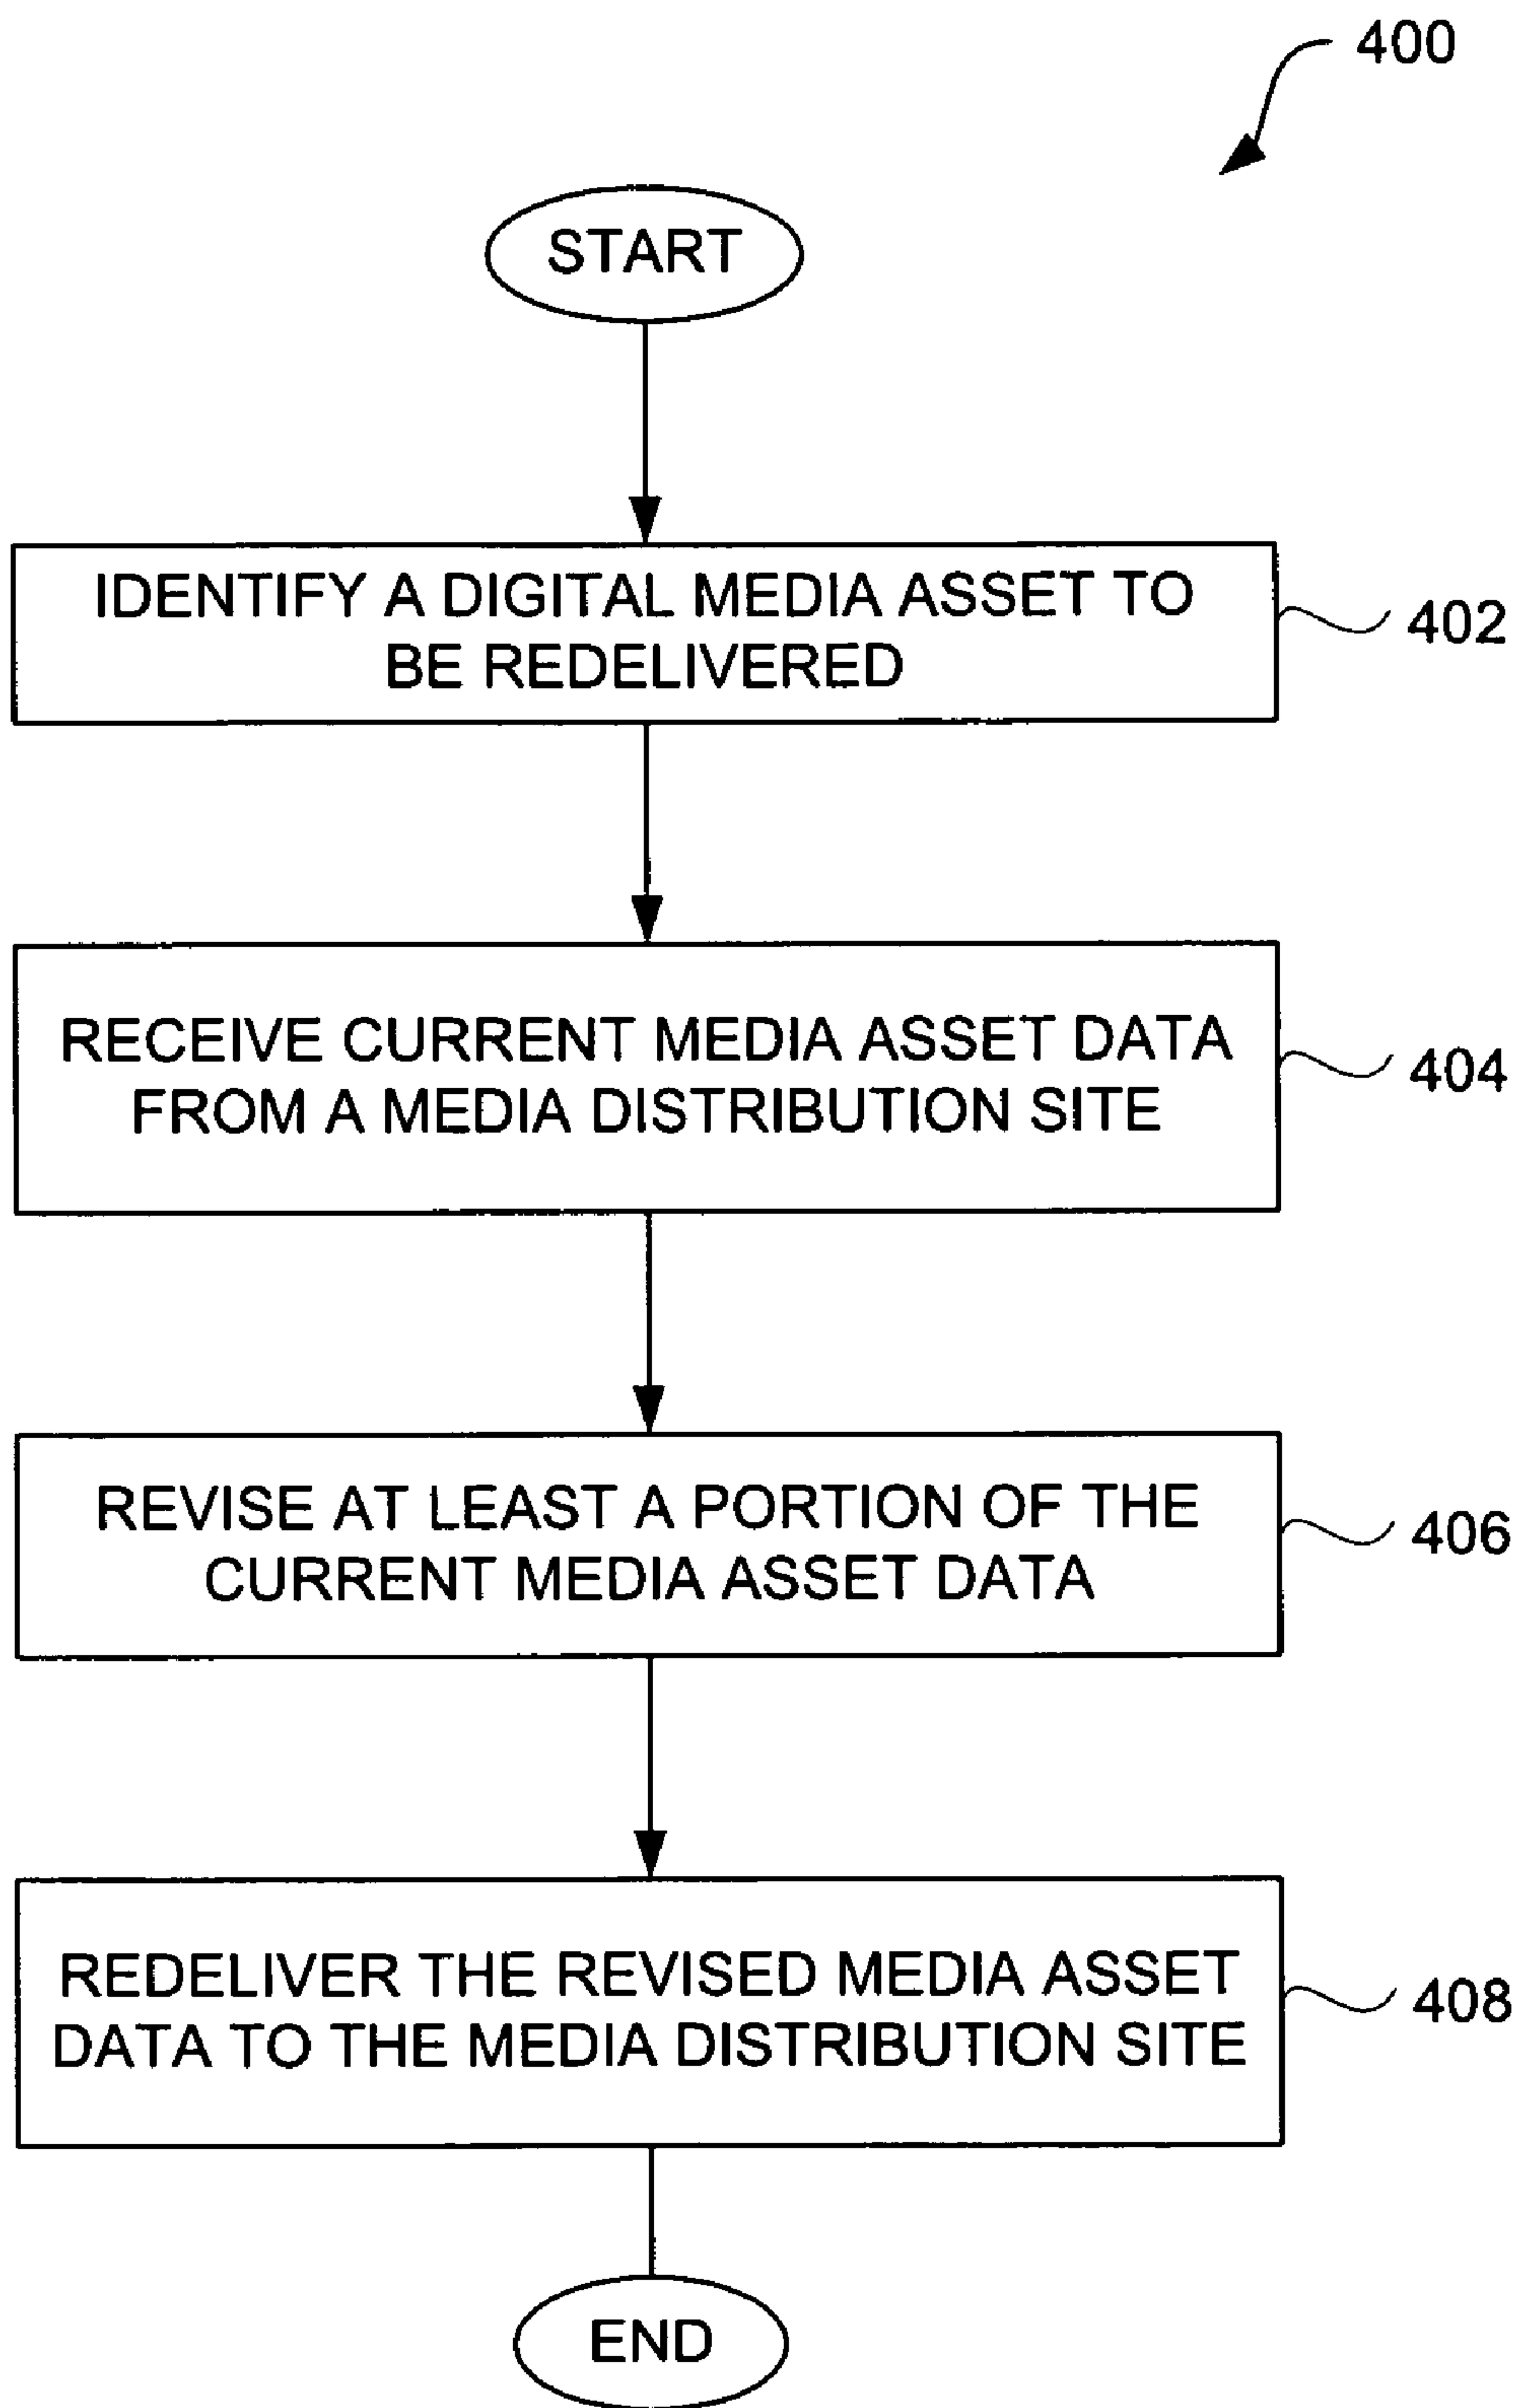 400
START
IDENTIFY A DIGITAL MEDIA ASSET TO
BE REDELIVERED
402
RECEIVE CURRENT MEDIA ASSET DATA
FROM A MEDIA DISTRIBUTION SITE
404
REVISE AT LEAST A PORTION OF THE
CURRENT MEDIA ASSET DATA
406
REDELIVER THE REVISED MEDIA ASSET
DATA TO THE MEDIA DISTRIBUTION SITE
408
END